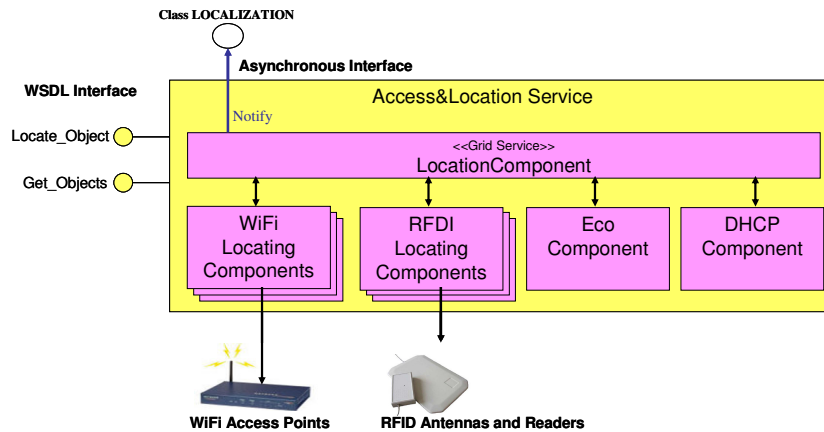 Class LOCALIZATION
Asynchronous Interface
WSDL Interface
Access&Location Service
Notify
Locate_Object
<<Grid Service>>
LocationComponent
Get_Objects
WiFi
Locating
Components
RFDI
Locating
Components
Eco
Component
DHCP
Component
WiFi Access Points
RFID Antennas and Readers